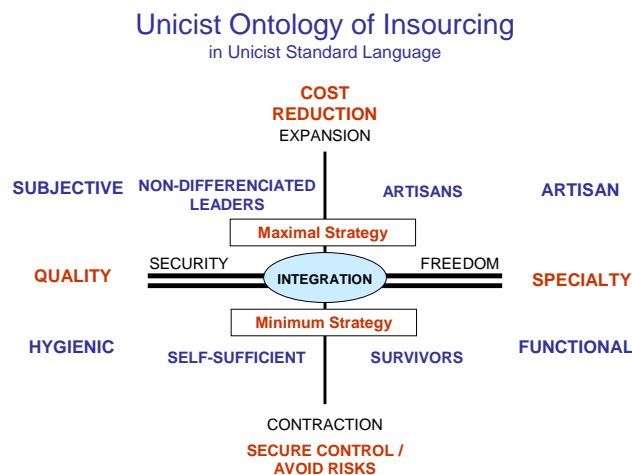 Unicist Ontology of Insourcing
in Unicist Standard Language
COST
REDUCTION
EXPANSION
SUBJECTIVE
NON-DIFFERENCIATED
LEADERS
ARTISANS
ARTISAN
Maximal Strategy
QUALITY
SECURITY
INTEGRATION
FREEDOM
SPECIALTY
Minimum Strategy
HYGIENIC
SELF-SUFFICIENT
SURVIVORS
FUNCTIONAL
CONTRACTION
SECURE CONTROL /
AVOID RISKS